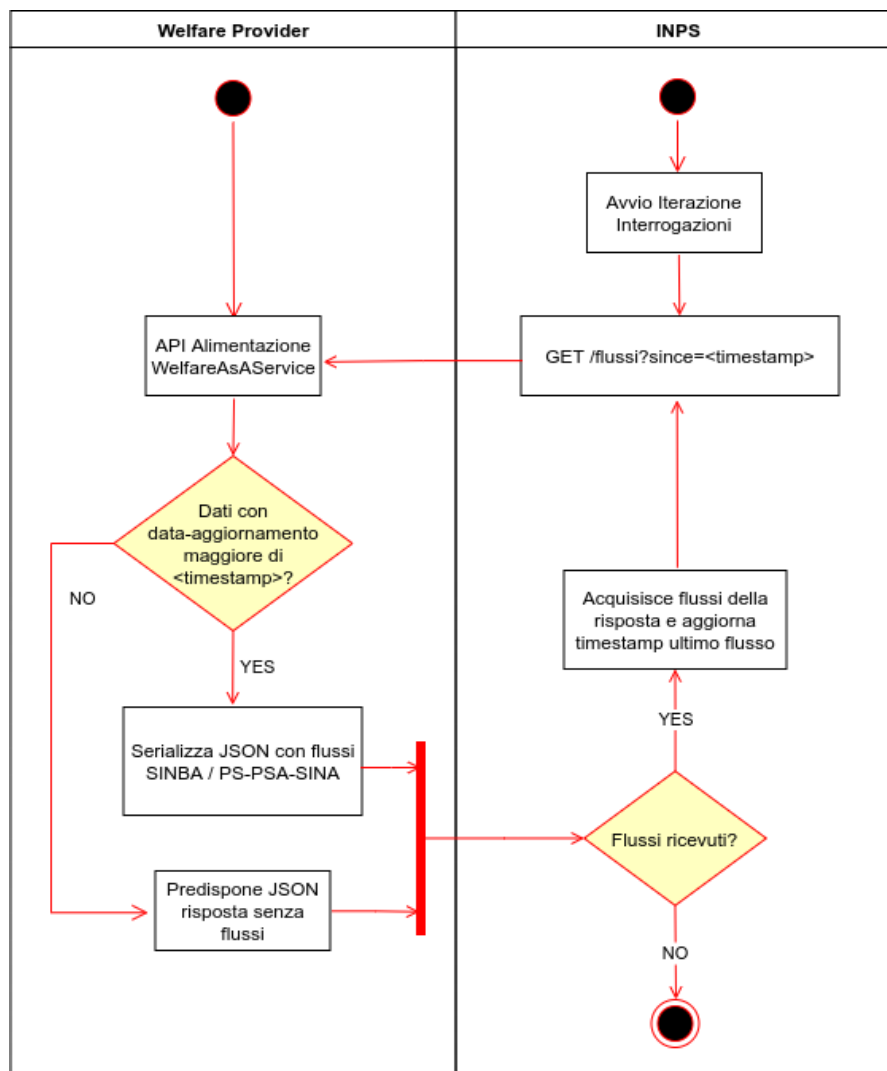 Welfare Provider
INPS
Avvio Iterazione
Interrogazioni
API Alimentazione
WelfareAsAService
GET /flussi?since=<timestamp>
Dati con
data-aggiornamento
maggiore di
<timestamp>?
NO
YES
Acquisisce flussi della
risposta e aggiorna
timestamp ultimo flusso
YES
Serializza JSON con flussi
SINBA / PS-PSA-SINA
Flussi ricevuti?
Predispone JSON
risposta senza
flussi
NO